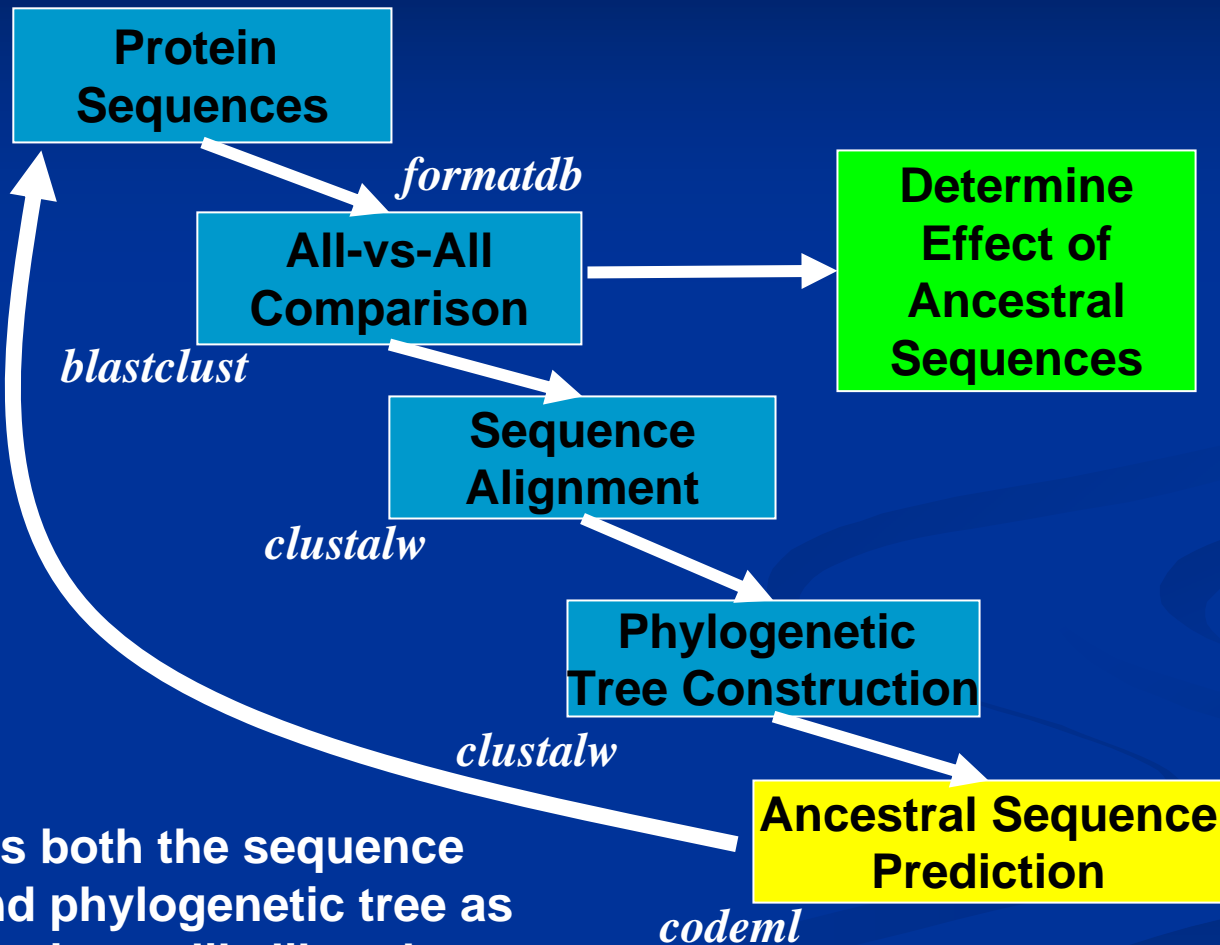 Protein
Sequences
formatdb
All-vs-All
Comparison
Determine
Effect of
Ancestral
Sequences
blastclust
Sequence
Alignment
clustalw
Phylogenetic
Tree Construction
clustalw
Ancestral Sequence
Prediction
codeml
s both the sequence
nd phylogenetic tree as